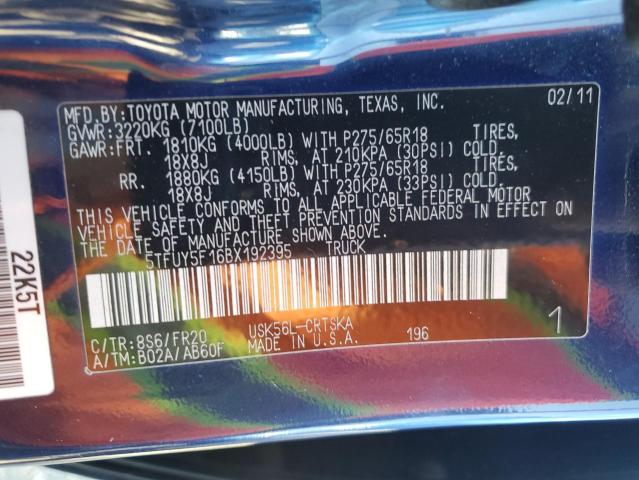 MFD. BY: TOYOTA MOTOR MANUFACTURING, TEXAS, INC. 02/11
GVWR: 3220KG (7100LB)
GAWR: FRT. 1810KG (4000LB) WITH P275/65R18 TIRES,
18X8J RIMS, AT 210KPA (30PSI) COLD.
RR. 1880KG (4150LB) WITH P275/65R18 TIRES,
18X8J RIMS, AT 230KPA (33PSI) COLD.
THIS VEHICLE CONFORMS TO ALL APPLICABLE FEDERAL MOTOR
VEHICLE SAFETY AND THEFT PREVENTION STANDARDS IN EFFECT ON
THE DATE OF MANUFACTURE SHOWN ABOVE.
5TFUY5F16BX192395 TRUCK
C/TR: 8S6/FR20 USK56L-CRTSKA 196 1
A/TM: B02A/AB60F MADE IN U.S.A.
22K5T